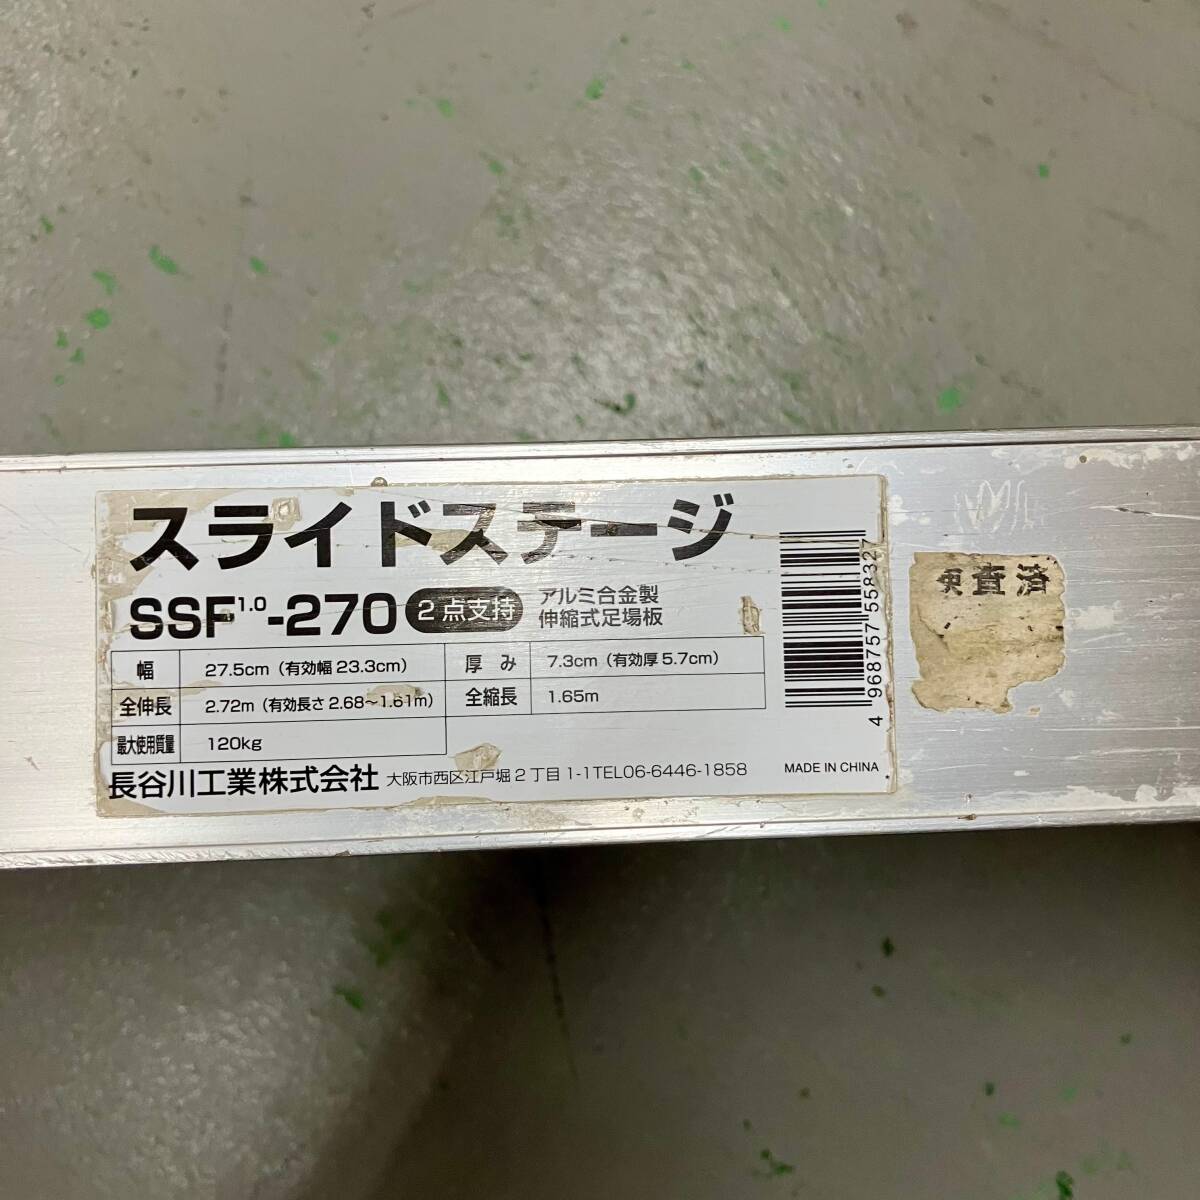 スライドステージ
SSF1.0-270 2点支持 アルミ合金製
伸縮式足場板
幅 27.5cm（有効幅 23.3cm） 厚み 7.3cm（有効厚 5.7cm）
全伸長 2.72m（有効長さ 2.68〜1.61m） 全縮長 1.65m
最大使用質量 120kg
長谷川工業株式会社 大阪市西区江戸堀2丁目1-1TEL06-6446-1858
MADE IN CHINA
4 968757 558327
査済